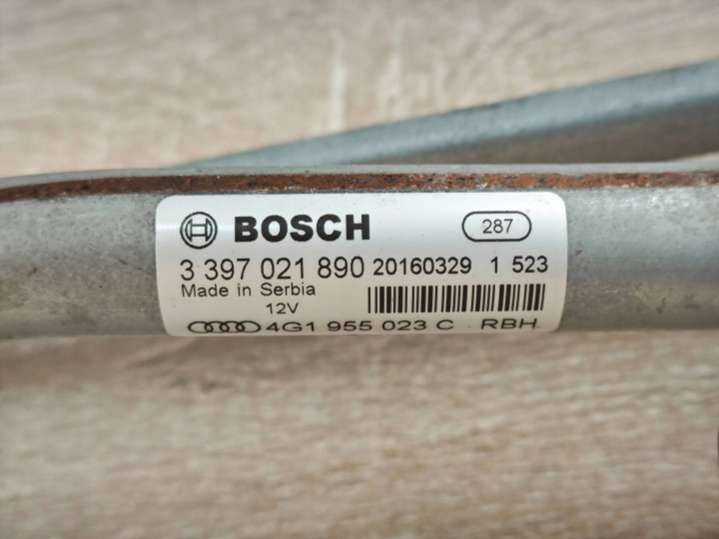 BOSCH 287
3 397 021 890 20160329 1 523
Made in Serbia
12V
4G1 955 023 C RBH